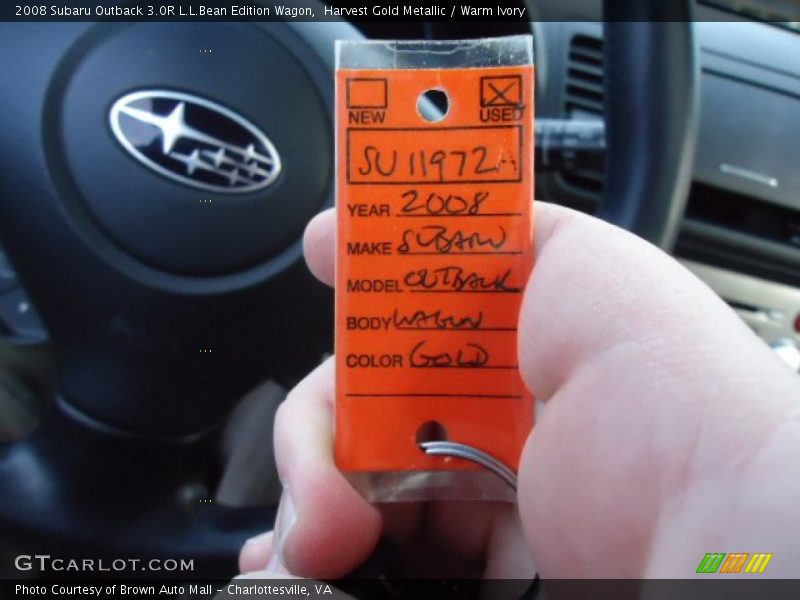 2008 Subaru Outback 3.0R L.L.Bean Edition Wagon, Harvest Gold Metallic / Warm Ivory
NEW USED
SU11972A
YEAR 2008
MAKE SUBARU
MODEL OUTBACK
BODY WAGON
COLOR GOLD
GTCARLOT.COM
Photo Courtesy of Brown Auto Mall - Charlottesville, VA